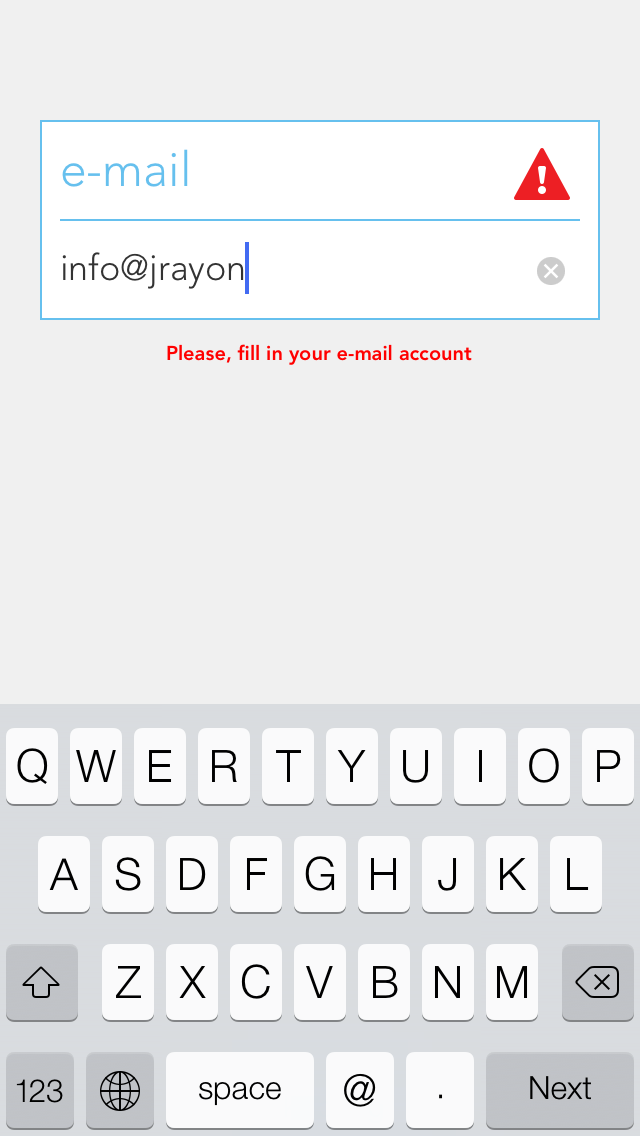 e-mail
info@jrayon
Please, fill in your e-mail account
Q W E R T Y U I O P
A S D F G H J K L
Z X C V B N M
123 space @ . Next